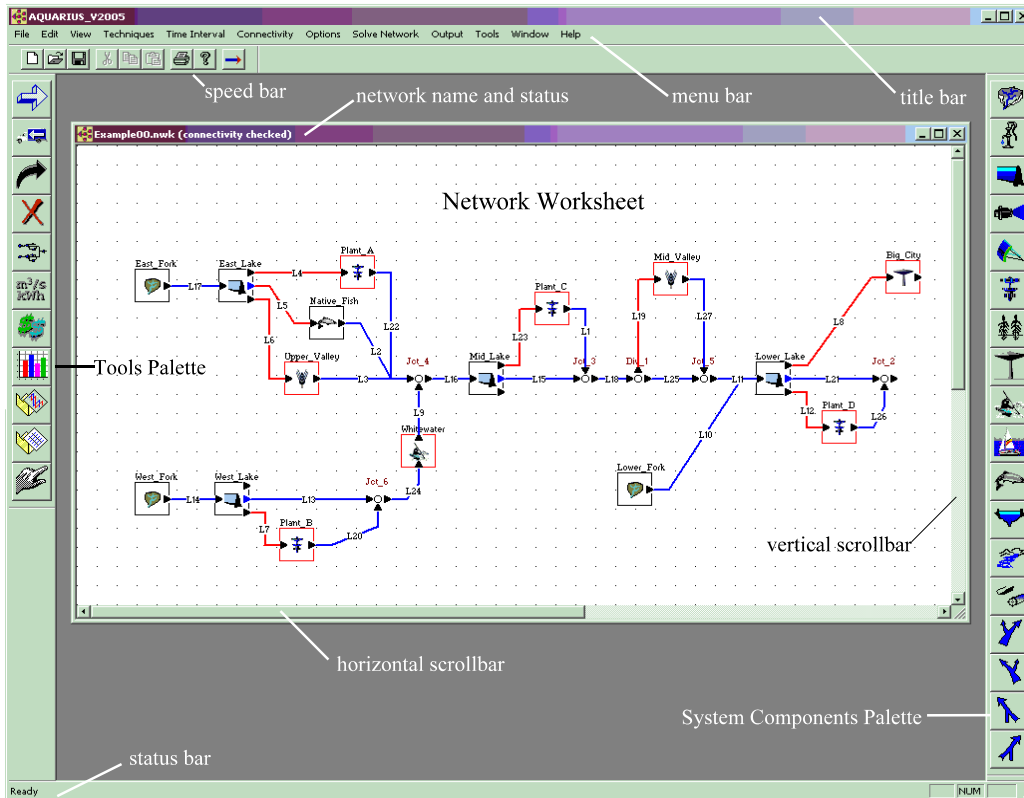 AQUARIUS_V2005
File Edit View Techniques Time Interval Connectivity Options Solve Network Output Tools Window Help
speed bar
network name and status
menu bar
title bar
Example00.nwk (connectivity checked)
Network Worksheet
Plant_A
Mid_Valley
Big_City
East_Fork
East_Lake
L4
L17
L5
Native_Fish
Plant_C
L19
L27
L8
L6
L2
L22
L23
L1
m³/s
kWh
Upper_Valley
Jct_4
Mid_Lake
Jct_3
Div_1
Jct_5
Lower_Lake
Jct_2
Tools Palette
L3
L16
L15
L18
L25
L11
L21
L9
L12
Plant_D
L26
Whitewater
L10
West_Fork
West_Lake
Jct_6
Lower_Fork
L14
L13
L24
L7
Plant_B
L20
vertical scrollbar
horizontal scrollbar
System Components Palette
status bar
Ready
NUM